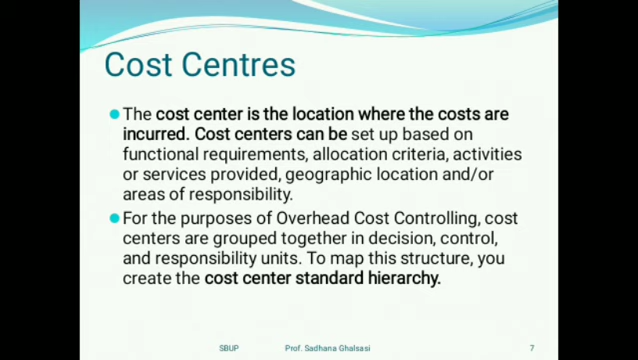 Cost Centres
The cost center is the location where the costs are
incurred. Cost centers can be set up based on
functional requirements, allocation criteria, activities
or services provided, geographic location and/or
areas of responsibility.
For the purposes of Overhead Cost Controlling, cost
centers are grouped together in decision, control,
and responsibility units. To map this structure, you
create the cost center standard hierarchy.
SBUP Prof. Sadhana Ghalsasi 7